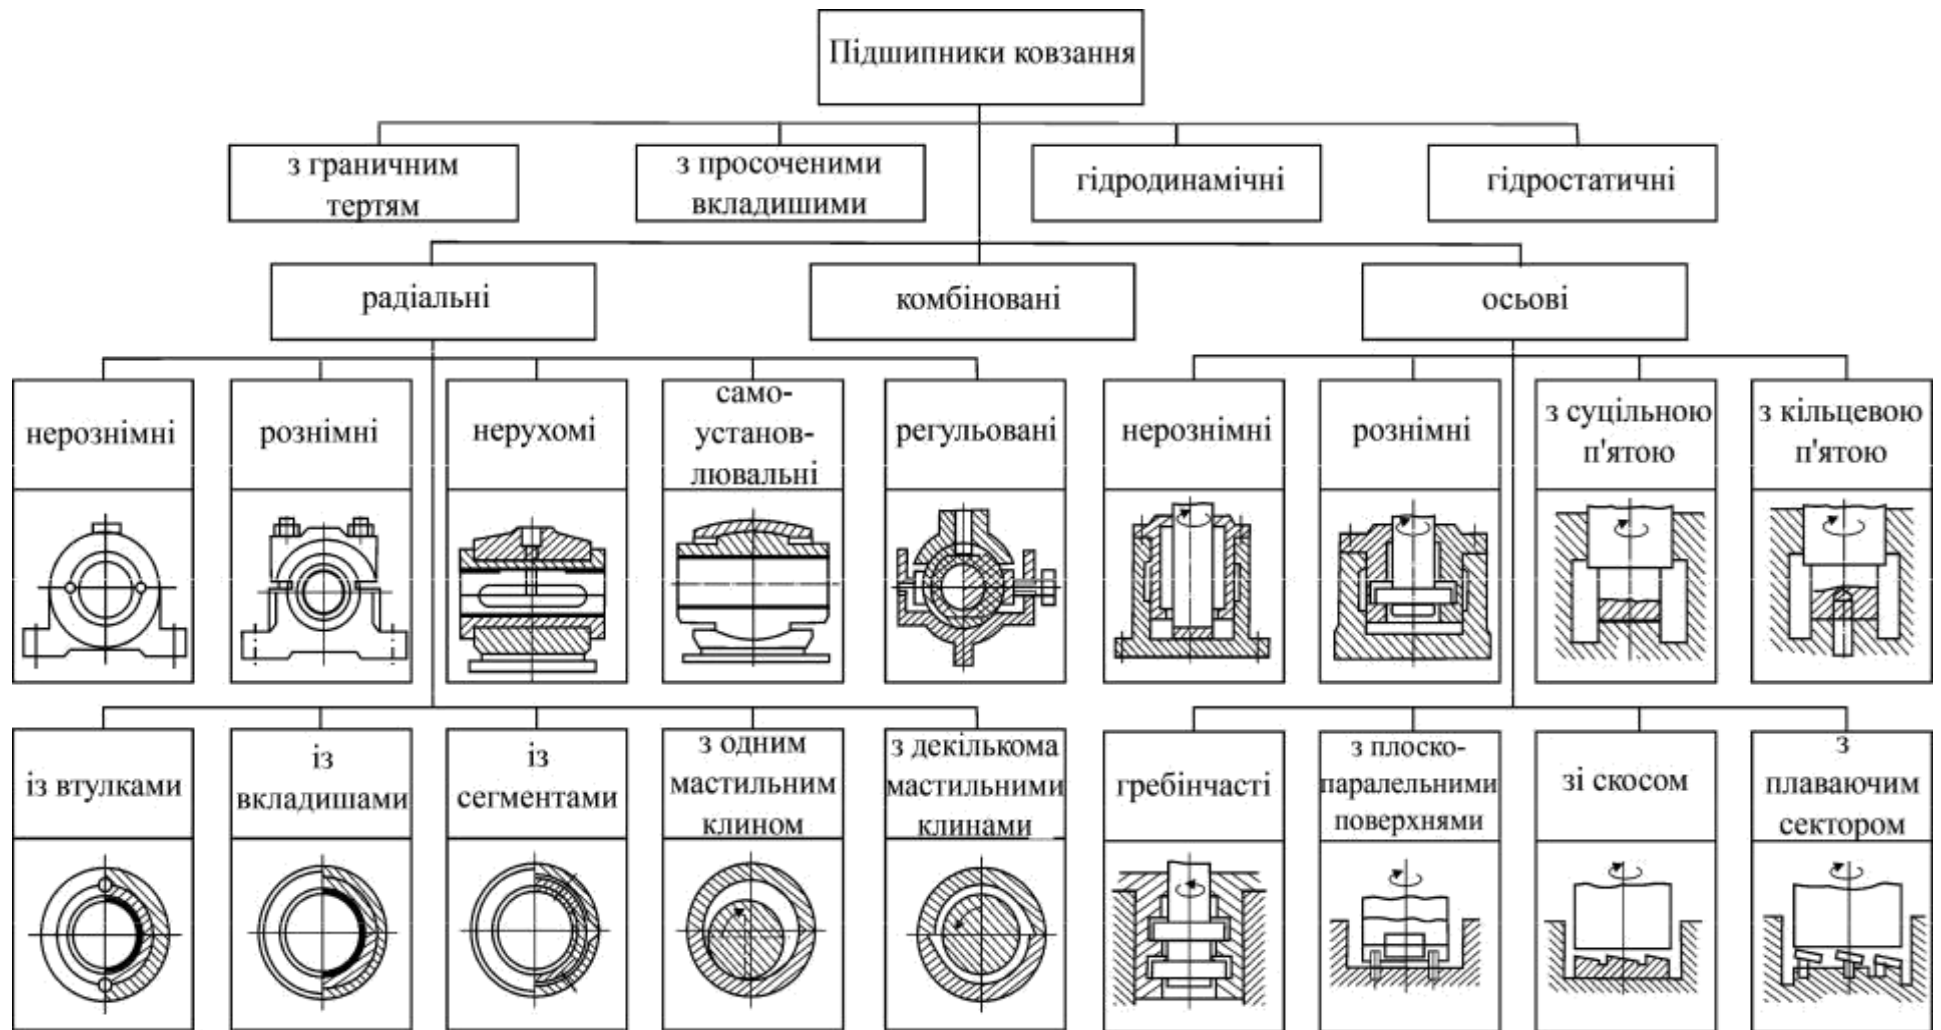 Підшипники ковзання
з граничним
тертям
з просоченими
вкладишими
гідродинамічні
гідростатичні
радіальні
комбіновані
осьові
нерознімні
рознімні
нерухомі
само-
установ-
лювальні
регульовані
нерознімні
рознімні
з суцільною
п'ятою
з кільцевою
п'ятою
із втулками
із
вкладишами
із
сегментами
з одним
мастильним
клином
з декількома
мастильними
клинами
гребінчасті
з плоско-
паралельними
поверхнями
зі скосом
з
плаваючим
сектором